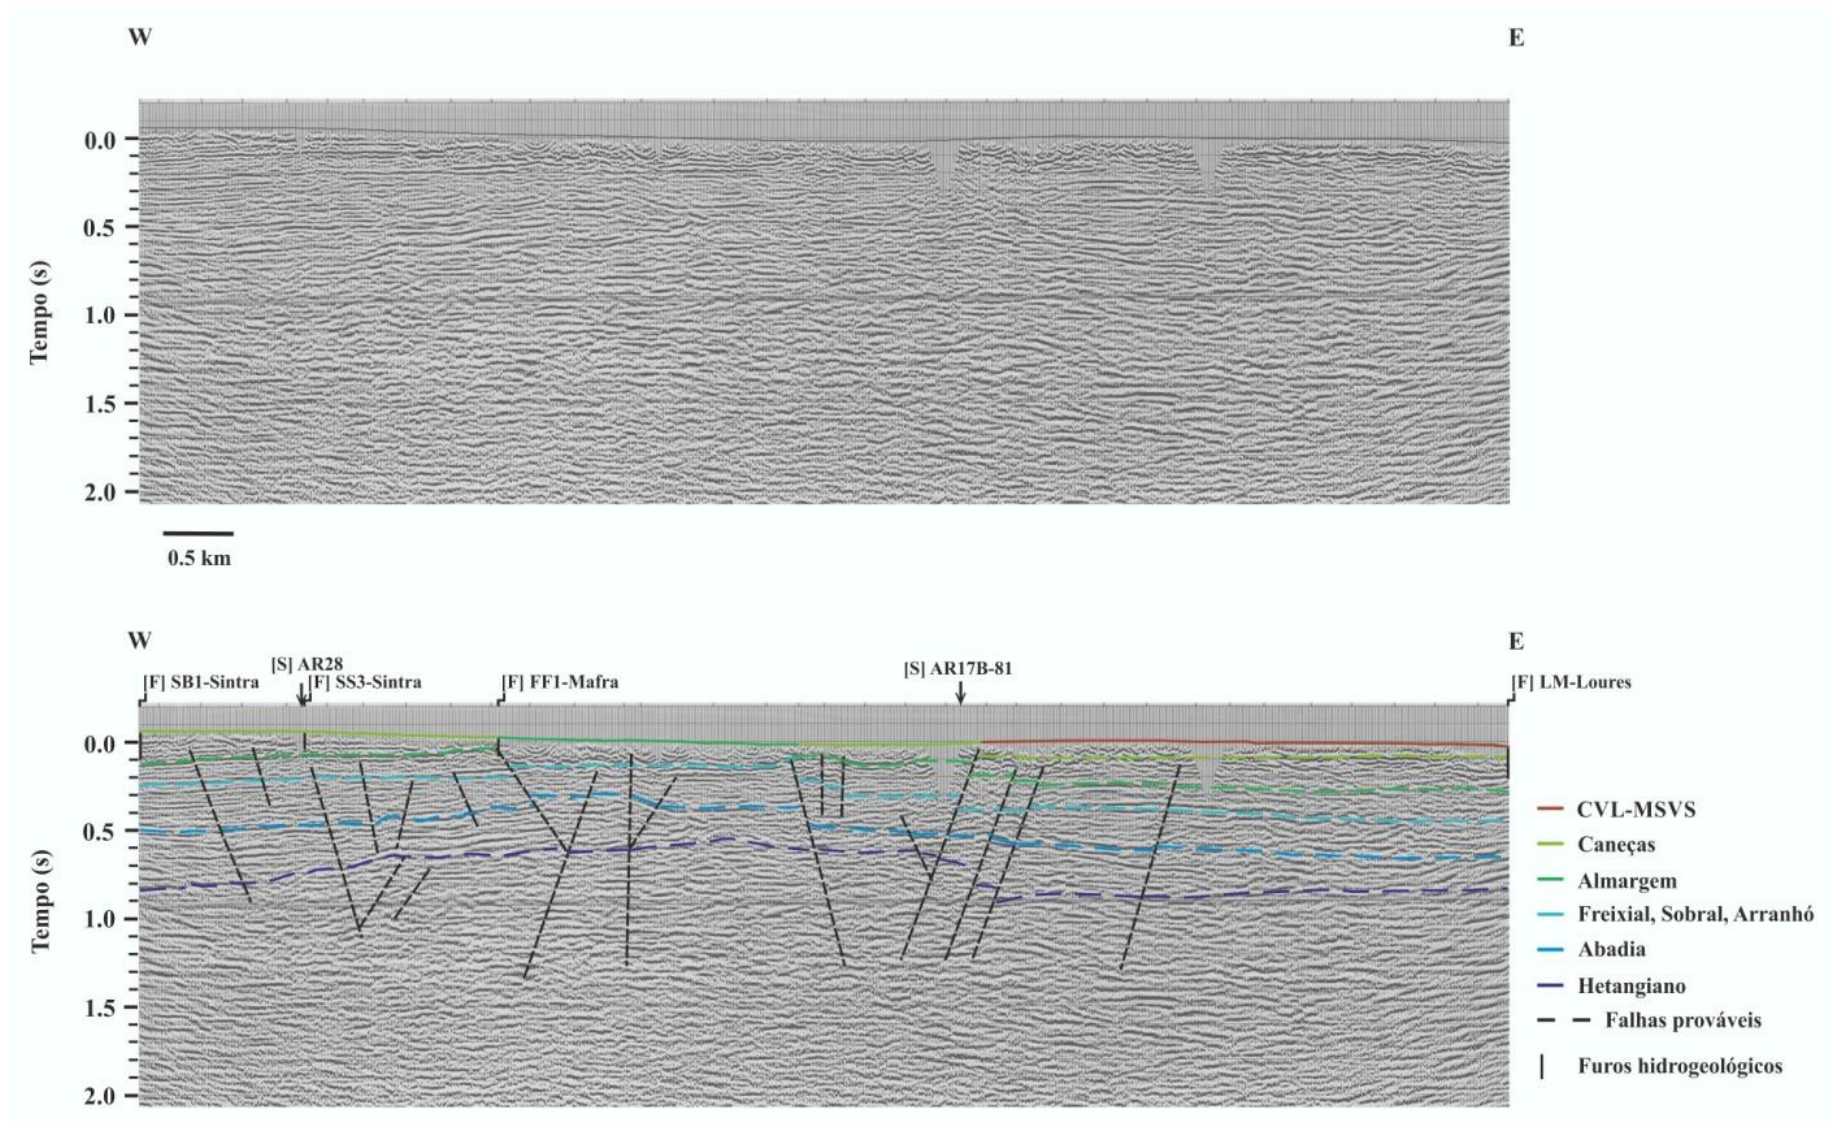 W
E
0.0
0.5
1.0
1.5
2.0
Tempo (s)
0.5 km
W
E
[S] AR28
[S] AR17B-81
[F] SB1-Sintra
[F] SS3-Sintra
[F] FF1-Mafra
[F] LM-Loures
0.0
0.5
1.0
1.5
2.0
Tempo (s)
CVL-MSVS
Caneças
Almargem
Freixial, Sobral, Arranhó
Abadia
Hetangiano
Falhas prováveis
Furos hidrogeológicos